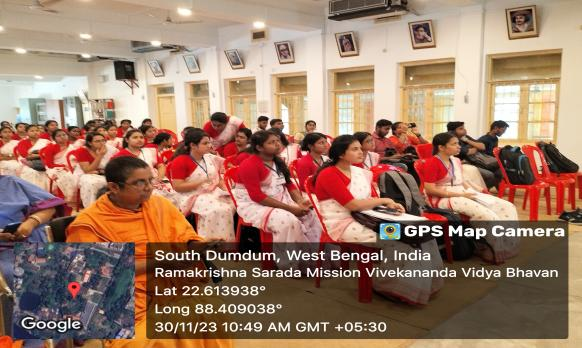 GPS Map Camera
South Dumdum, West Bengal, India
Ramakrishna Sarada Mission Vivekananda Vidya Bhavan
Lat 22.613938°
Long 88.409038°
30/11/23 10:49 AM GMT +05:30
Google